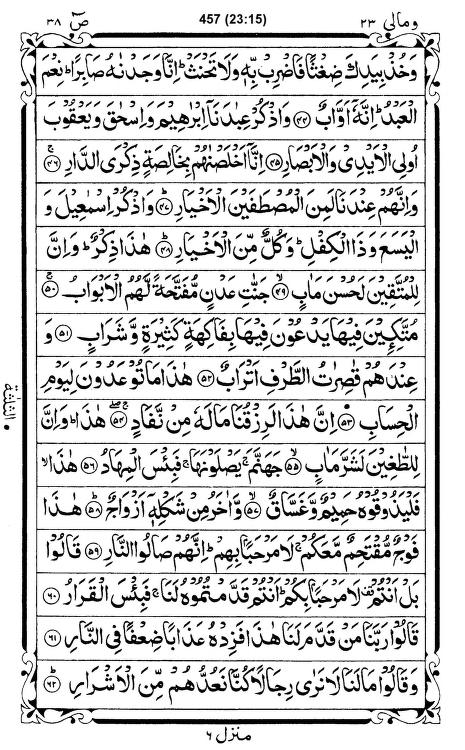 صٓ ٣٨
457 (23:15)
ومالى ٢٣
وَخُذْ بِیَدِكَ ضِغْثًا فَاضْرِبْ بِّهٖ وَلَا تَحْنَثْ ؕ اِنَّا وَجَدْنٰهُ صَابِرًا ؕ نِعْمَ
الْعَبْدُ ؕ اِنَّهٗۤ اَوَّابٌ ﴿۴۴﴾ وَاذْكُرْ عِبٰدَنَاۤ اِبْرٰهِیْمَ وَاِسْحٰقَ وَیَعْقُوْبَ
اُولِی الْاَیْدِیْ وَالْاَبْصَارِ ﴿۴۵﴾ اِنَّاۤ اَخْلَصْنٰهُمْ بِخَالِصَةٍ ذِكْرَی الدَّارِ ﴿ۚ۴۶﴾
وَاِنَّهُمْ عِنْدَنَا لَمِنَ الْمُصْطَفَیْنَ الْاَخْیَارِ ﴿ؕ۴۷﴾ وَاذْكُرْ اِسْمٰعِیْلَ وَ
الْیَسَعَ وَذَا الْكِفْلِ ؕ وَكُلٌّ مِّنَ الْاَخْیَارِ ﴿ؕ۴۸﴾ هٰذَا ذِكْرٌ ؕ وَاِنَّ
لِلْمُتَّقِیْنَ لَحُسْنَ مَاٰبٍ ﴿ۙ۴۹﴾ جَنّٰتِ عَدْنٍ مُّفَتَّحَةً لَّهُمُ الْاَبْوَابُ ﴿ۚ۵۰﴾
مُتَّكِـِٕیْنَ فِیْهَا یَدْعُوْنَ فِیْهَا بِفَاكِهَةٍ كَثِیْرَةٍ وَّشَرَابٍ ﴿۵۱﴾ وَ
عِنْدَهُمْ قٰصِرٰتُ الطَّرْفِ اَتْرَابٌ ﴿۵۲﴾ هٰذَا مَا تُوْعَدُوْنَ لِیَوْمِ
الْحِسَابِ ﴿۵۳﴾ اِنَّ هٰذَا لَرِزْقُنَا مَا لَهٗ مِنْ نَّفَادٍ ﴿ۚۖ۵۴﴾ هٰذَا ؕ وَاِنَّ
لِلطّٰغِیْنَ لَشَرَّ مَاٰبٍ ﴿ۙ۵۵﴾ جَهَنَّمَ ۚ یَصْلَوْنَهَا ۚ فَبِئْسَ الْمِهَادُ ﴿۵۶﴾ هٰذَا ۙ
فَلْیَذُوْقُوْهُ حَمِیْمٌ وَّغَسَّاقٌ ﴿ۙ۵۷﴾ وَّاٰخَرُ مِنْ شَكْلِهٖۤ اَزْوَاجٌ ﴿ؕ۵۸﴾ هٰذَا
فَوْجٌ مُّقْتَحِمٌ مَّعَكُمْ ۚ لَا مَرْحَبًۢا بِهِمْ ؕ اِنَّهُمْ صَالُوا النَّارِ ﴿۵۹﴾ قَالُوْا
بَلْ اَنْتُمْ لَا مَرْحَبًۢا بِكُمْ ؕ اَنْتُمْ قَدَّمْتُمُوْهُ لَنَا ۚ فَبِئْسَ الْقَرَارُ ﴿۶۰﴾
قَالُوْا رَبَّنَا مَنْ قَدَّمَ لَنَا هٰذَا فَزِدْهُ عَذَابًا ضِعْفًا فِی النَّارِ ﴿۶۱﴾
وَقَالُوْا مَا لَنَا لَا نَرٰی رِجَالًا كُنَّا نَعُدُّهُمْ مِّنَ الْاَشْرَارِ ﴿ؕ۶۲﴾
الثلثة
منزل ٦